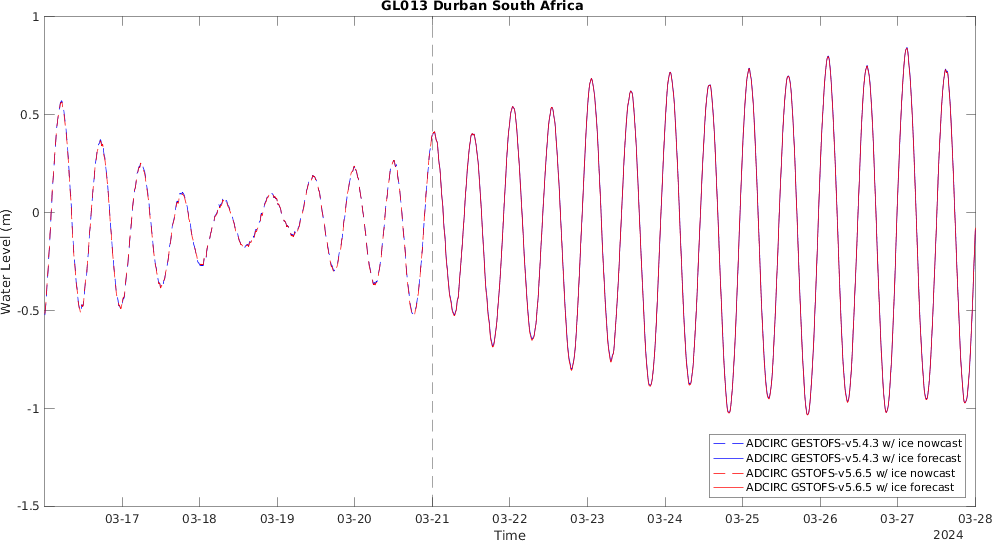 GL013 Durban South Africa
Water Level (m)
1
0.5
0
-0.5
-1
-1.5
ADCIRC GESTOFS-v5.4.3 w/ ice nowcast
ADCIRC GESTOFS-v5.4.3 w/ ice forecast
ADCIRC GSTOFS-v5.6.5 w/ ice nowcast
ADCIRC GSTOFS-v5.6.5 w/ ice forecast
03-17 03-18 03-19 03-20 03-21 03-22 03-23 03-24 03-25 03-26 03-27 03-28
Time
2024